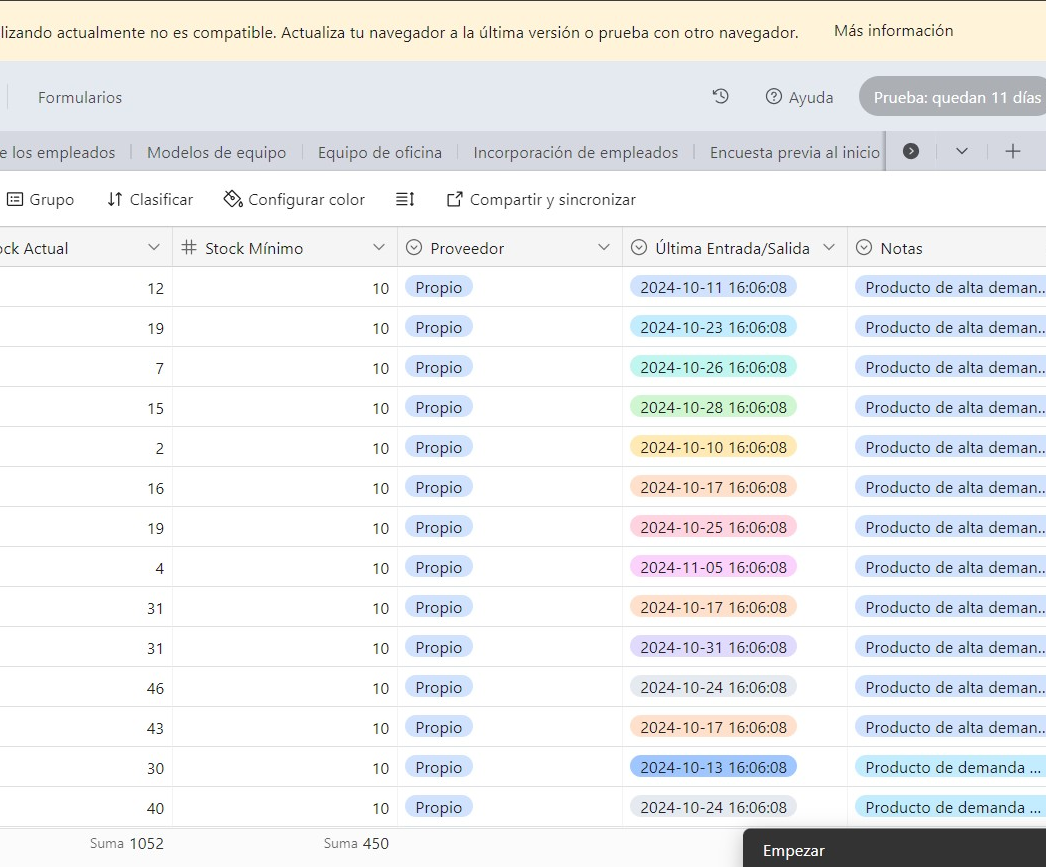 lizando actualmente no es compatible. Actualiza tu navegador a la última versión o prueba con otro navegador. Más información
Formularios Ayuda Prueba: quedan 11 días
e los empleados Modelos de equipo Equipo de oficina Incorporación de empleados Encuesta previa al inicio
Grupo Clasificar Configurar color Compartir y sincronizar
ock Actual Stock Mínimo Proveedor Última Entrada/Salida Notas
12 10 Propio 2024-10-11 16:06:08 Producto de alta deman...
19 10 Propio 2024-10-23 16:06:08 Producto de alta deman...
7 10 Propio 2024-10-26 16:06:08 Producto de alta deman...
15 10 Propio 2024-10-28 16:06:08 Producto de alta deman...
2 10 Propio 2024-10-10 16:06:08 Producto de alta deman...
16 10 Propio 2024-10-17 16:06:08 Producto de alta deman...
19 10 Propio 2024-10-25 16:06:08 Producto de alta deman...
4 10 Propio 2024-11-05 16:06:08 Producto de alta deman...
31 10 Propio 2024-10-17 16:06:08 Producto de alta deman...
31 10 Propio 2024-10-31 16:06:08 Producto de alta deman...
46 10 Propio 2024-10-24 16:06:08 Producto de alta deman...
43 10 Propio 2024-10-17 16:06:08 Producto de alta deman...
30 10 Propio 2024-10-13 16:06:08 Producto de demanda ...
40 10 Propio 2024-10-24 16:06:08 Producto de demanda ...
Suma 1052 Suma 450
Empezar